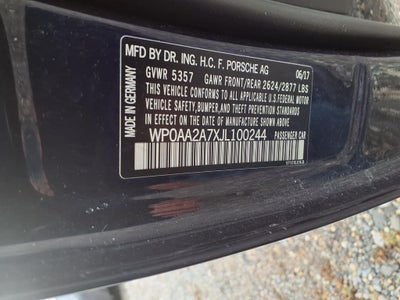 MFD BY DR. ING. H.C. F. PORSCHE AG 06/17
GVWR 5357 GAWR FRONT/REAR 2624/2877 LBS
THIS VEHICLE CONFORMS TO ALL APPLICABLE
SAFETY, BUMPER, AND THEFT U.S. FEDERAL MOTOR
VEHICLE PREVENTION STANDARDS
IN EFFECT ON THE DATE OF MANUFACTURE SHOWN ABOVE
WP0AA2A7XJL100244 PASSENGER CAR
MADE IN GERMANY